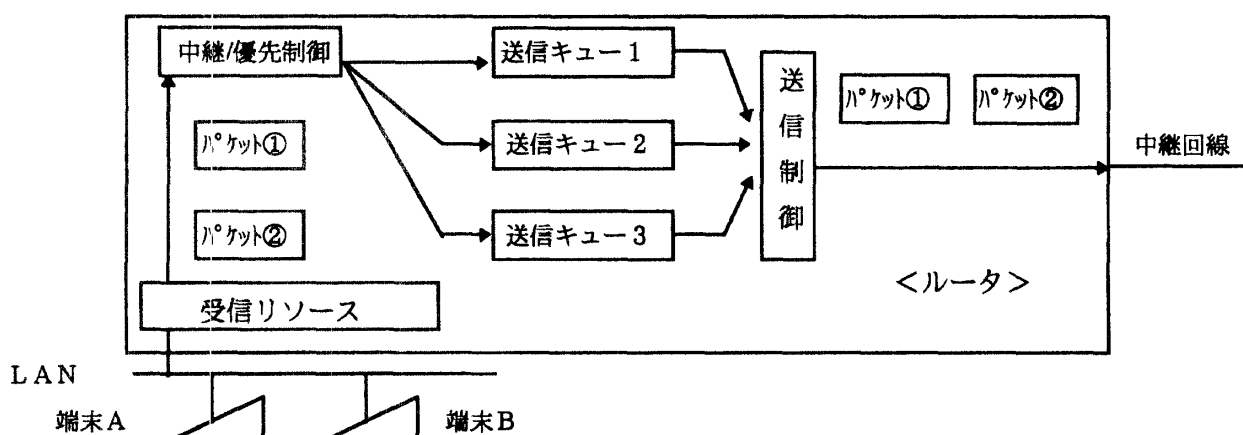 中継/優先制御
送信キュー1
送信キュー2
送信キュー3
送信制御
パケット①
パケット②
パケット①
パケット②
中継回線
<ルータ>
受信リソース
LAN
端末A
端末B